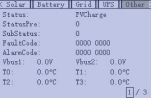 Solar Battery Grid UPS Other
Status: PVCharge
StatusPre: 0
SubStatus: 0
FaultCode: 0000 0000
AlarmCode: 0000 0000
Vbus1: 0.0V Vbus2: 0.0V
T0: 0.0°C T1: 0.0°C
T2: 0.0°C T3: 0.0°C
1 / 3